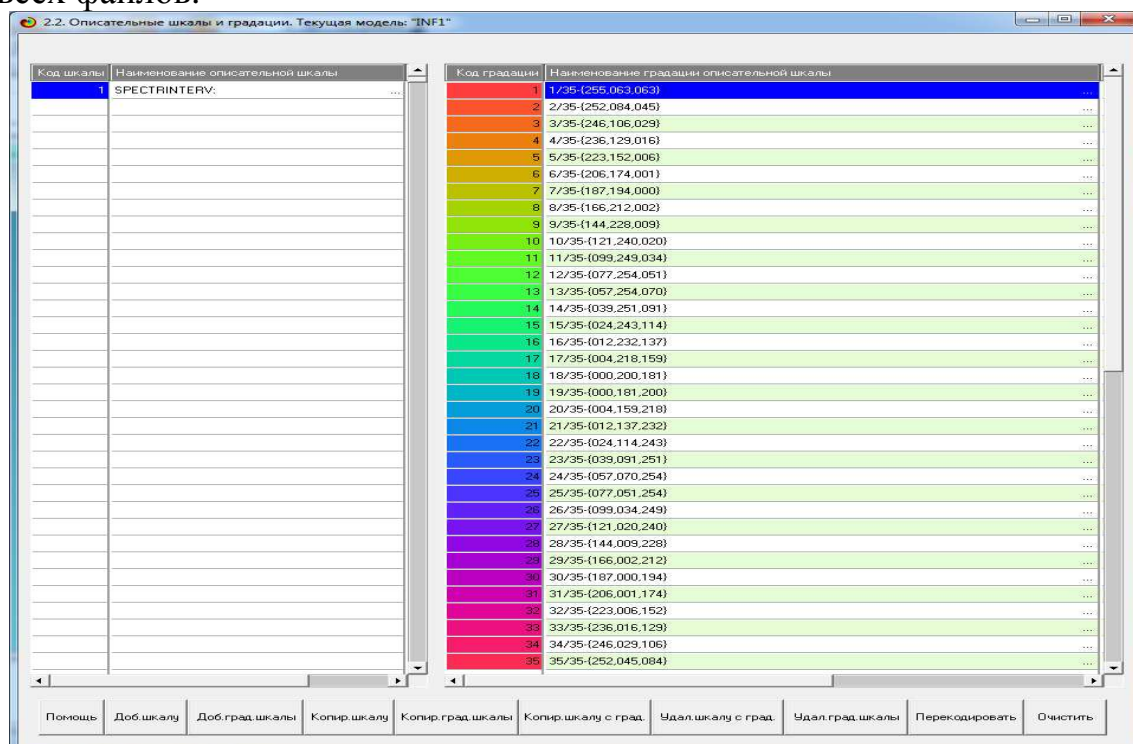 всех файлов.
2.2. Описательные шкалы и градации. Текущая модель: "INF1"
Код шкалы Наименование описательной шкалы
1 SPECTRINTERV: ...
Код градации Наименование градации описательной шкалы
1 1/35-{255,063,063} ...
2 2/35-{252,084,045} ...
3 3/35-{246,106,029} ...
4 4/35-{236,129,016} ...
5 5/35-{223,152,006} ...
6 6/35-{206,174,001} ...
7 7/35-{187,194,000} ...
8 8/35-{166,212,002} ...
9 9/35-{144,228,009} ...
10 10/35-{121,240,020} ...
11 11/35-{099,249,034} ...
12 12/35-{077,254,051} ...
13 13/35-{057,254,070} ...
14 14/35-{039,251,091} ...
15 15/35-{024,243,114} ...
16 16/35-{012,232,137} ...
17 17/35-{004,218,159} ...
18 18/35-{000,200,181} ...
19 19/35-{000,181,200} ...
20 20/35-{004,159,218} ...
21 21/35-{012,137,232} ...
22 22/35-{024,114,243} ...
23 23/35-{039,091,251} ...
24 24/35-{057,070,254} ...
25 25/35-{077,051,254} ...
26 26/35-{099,034,249} ...
27 27/35-{121,020,240} ...
28 28/35-{144,009,228} ...
29 29/35-{166,002,212} ...
30 30/35-{187,000,194} ...
31 31/35-{206,001,174} ...
32 32/35-{223,006,152} ...
33 33/35-{236,016,129} ...
34 34/35-{246,029,106} ...
35 35/35-{252,045,084} ...
Помощь Доб.шкалу Доб.град.шкалы Копир.шкалу Копир.град.шкалы Копир.шкалу с град. Удал.шкалу с град. Удал.град.шкалы Перекодировать Очистить